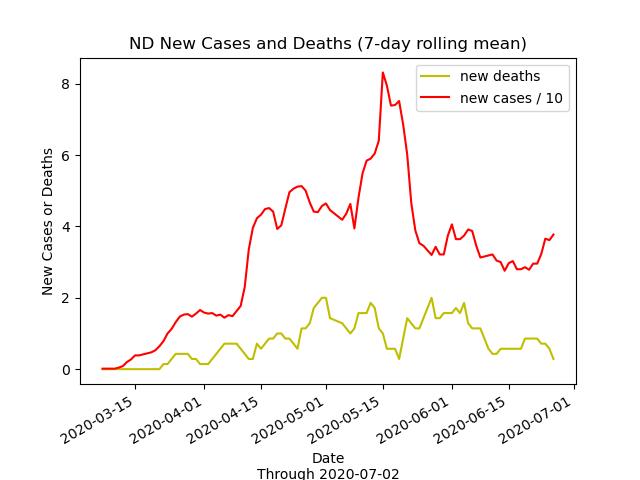 ND New Cases and Deaths (7-day rolling mean)
new deaths
new cases / 10
New Cases or Deaths
8
6
4
2
0
2020-03-15
2020-04-01
2020-04-15
2020-05-01
2020-05-15
2020-06-01
2020-06-15
2020-07-01
Date
Through 2020-07-02